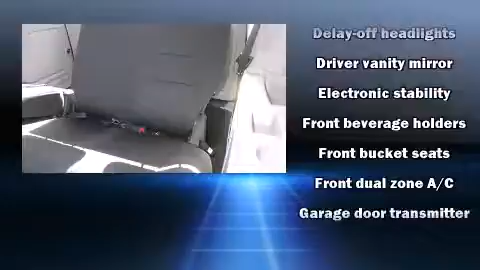 Delay-off headlights
Driver vanity mirror
Electronic stability
Front beverage holders
Front bucket seats
Front dual zone A/C
Garage door transmitter